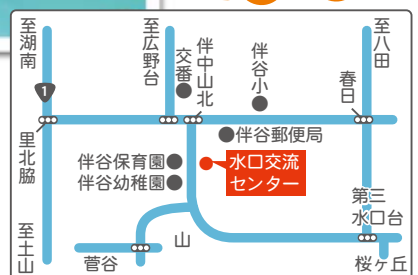 至湖南
1
至広野台
交番
伴中山北
伴谷小
至八田
春日
里北脇
伴谷郵便局
伴谷保育園
伴谷幼稚園
水口交流
センター
第三
水口台
至土山
山
菅谷
桜ヶ丘